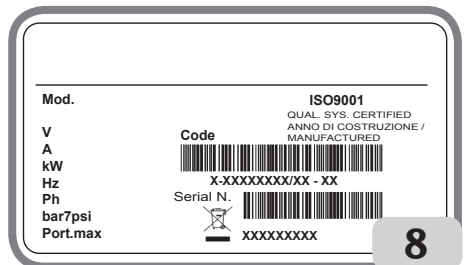 Mod.
ISO9001
QUAL. SYS. CERTIFIED
ANNO DI COSTRUZIONE /
MANUFACTURED
V
A
kW
Hz
Ph
bar7psi
Port.max
Code
X-XXXXXXXX/XX - XX
Serial N.
XXXXXXXXX
8